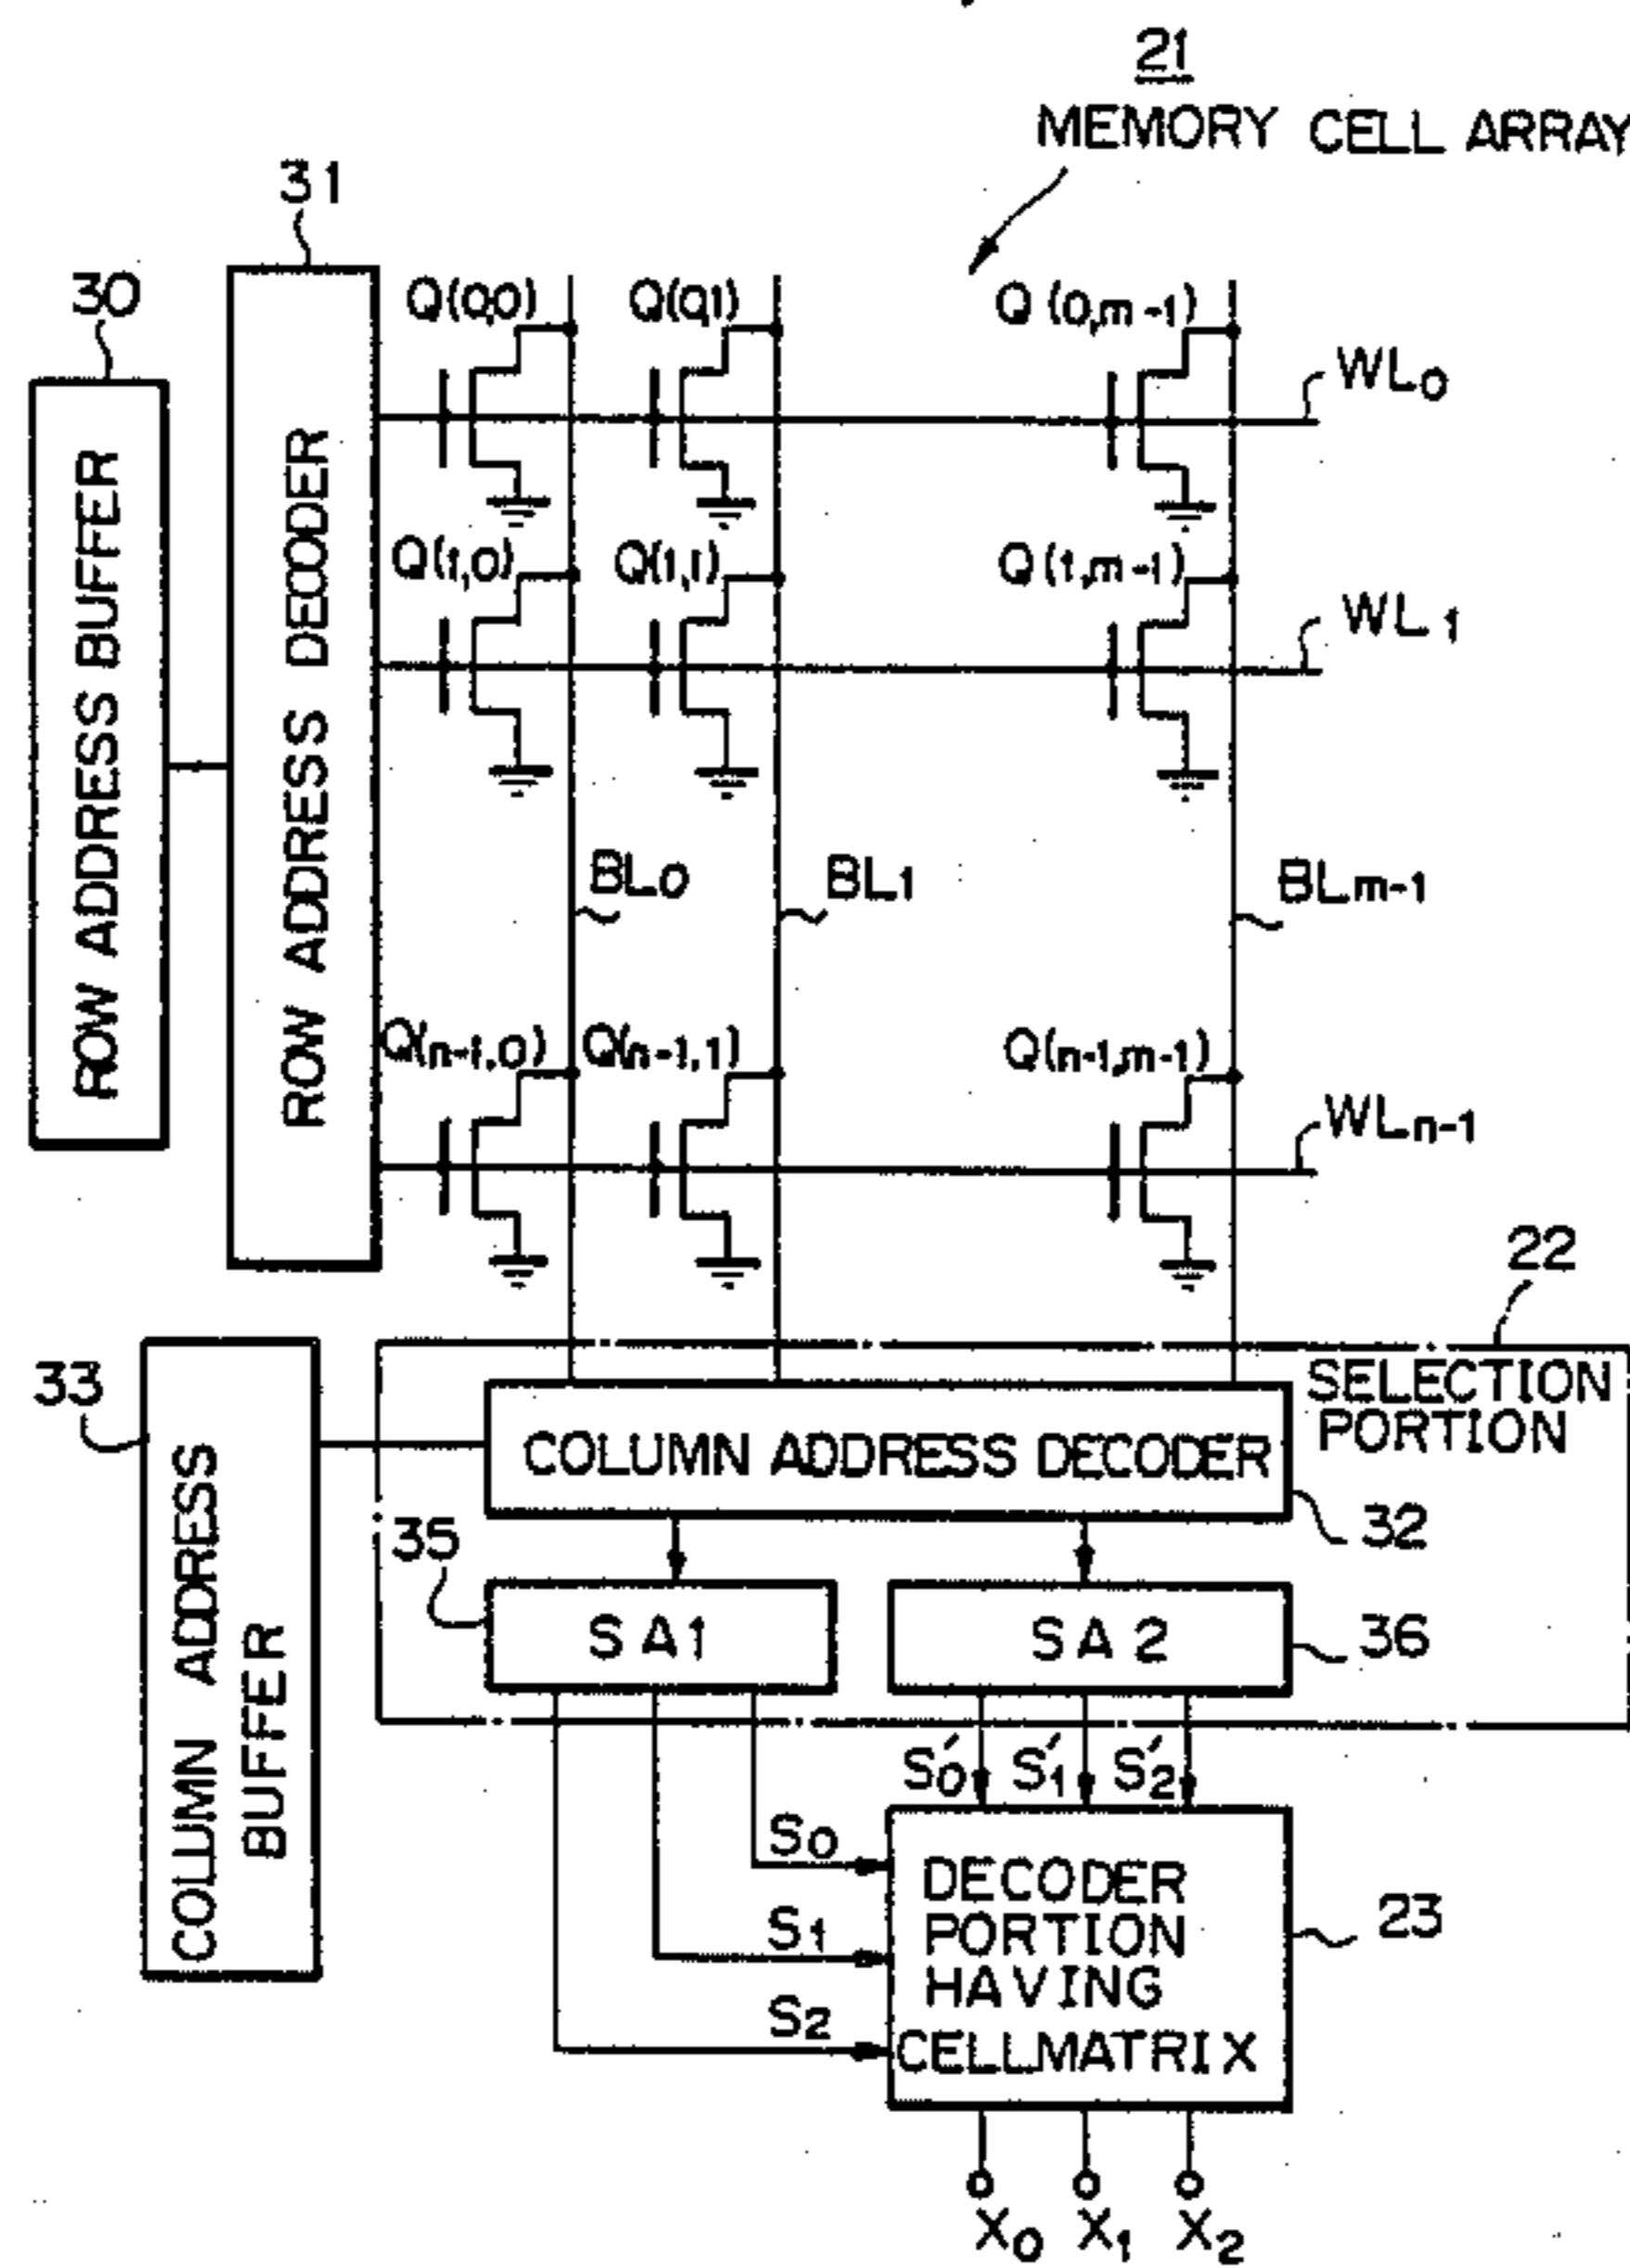 21
MEMORY CELL ARRAY
31
30
Q(0,0) Q(0,1) Q(0,m-1)
WL0
ROW ADDRESS BUFFER
ROW ADDRESS DECODER
Q(1,0) Q(1,1) Q(1,m-1)
WL1
BL0 BL1 BLm-1
Q(n-1,0) Q(n-1,1) Q(n-1,m-1)
WLn-1
22
SELECTION
PORTION
33
COLUMN ADDRESS
BUFFER
COLUMN ADDRESS DECODER
32
35
SA1
SA2
36
S'0 S'1 S'2
S0
S1
S2
DECODER
PORTION
HAVING
CELLMATRIX
23
X0 X1 X2